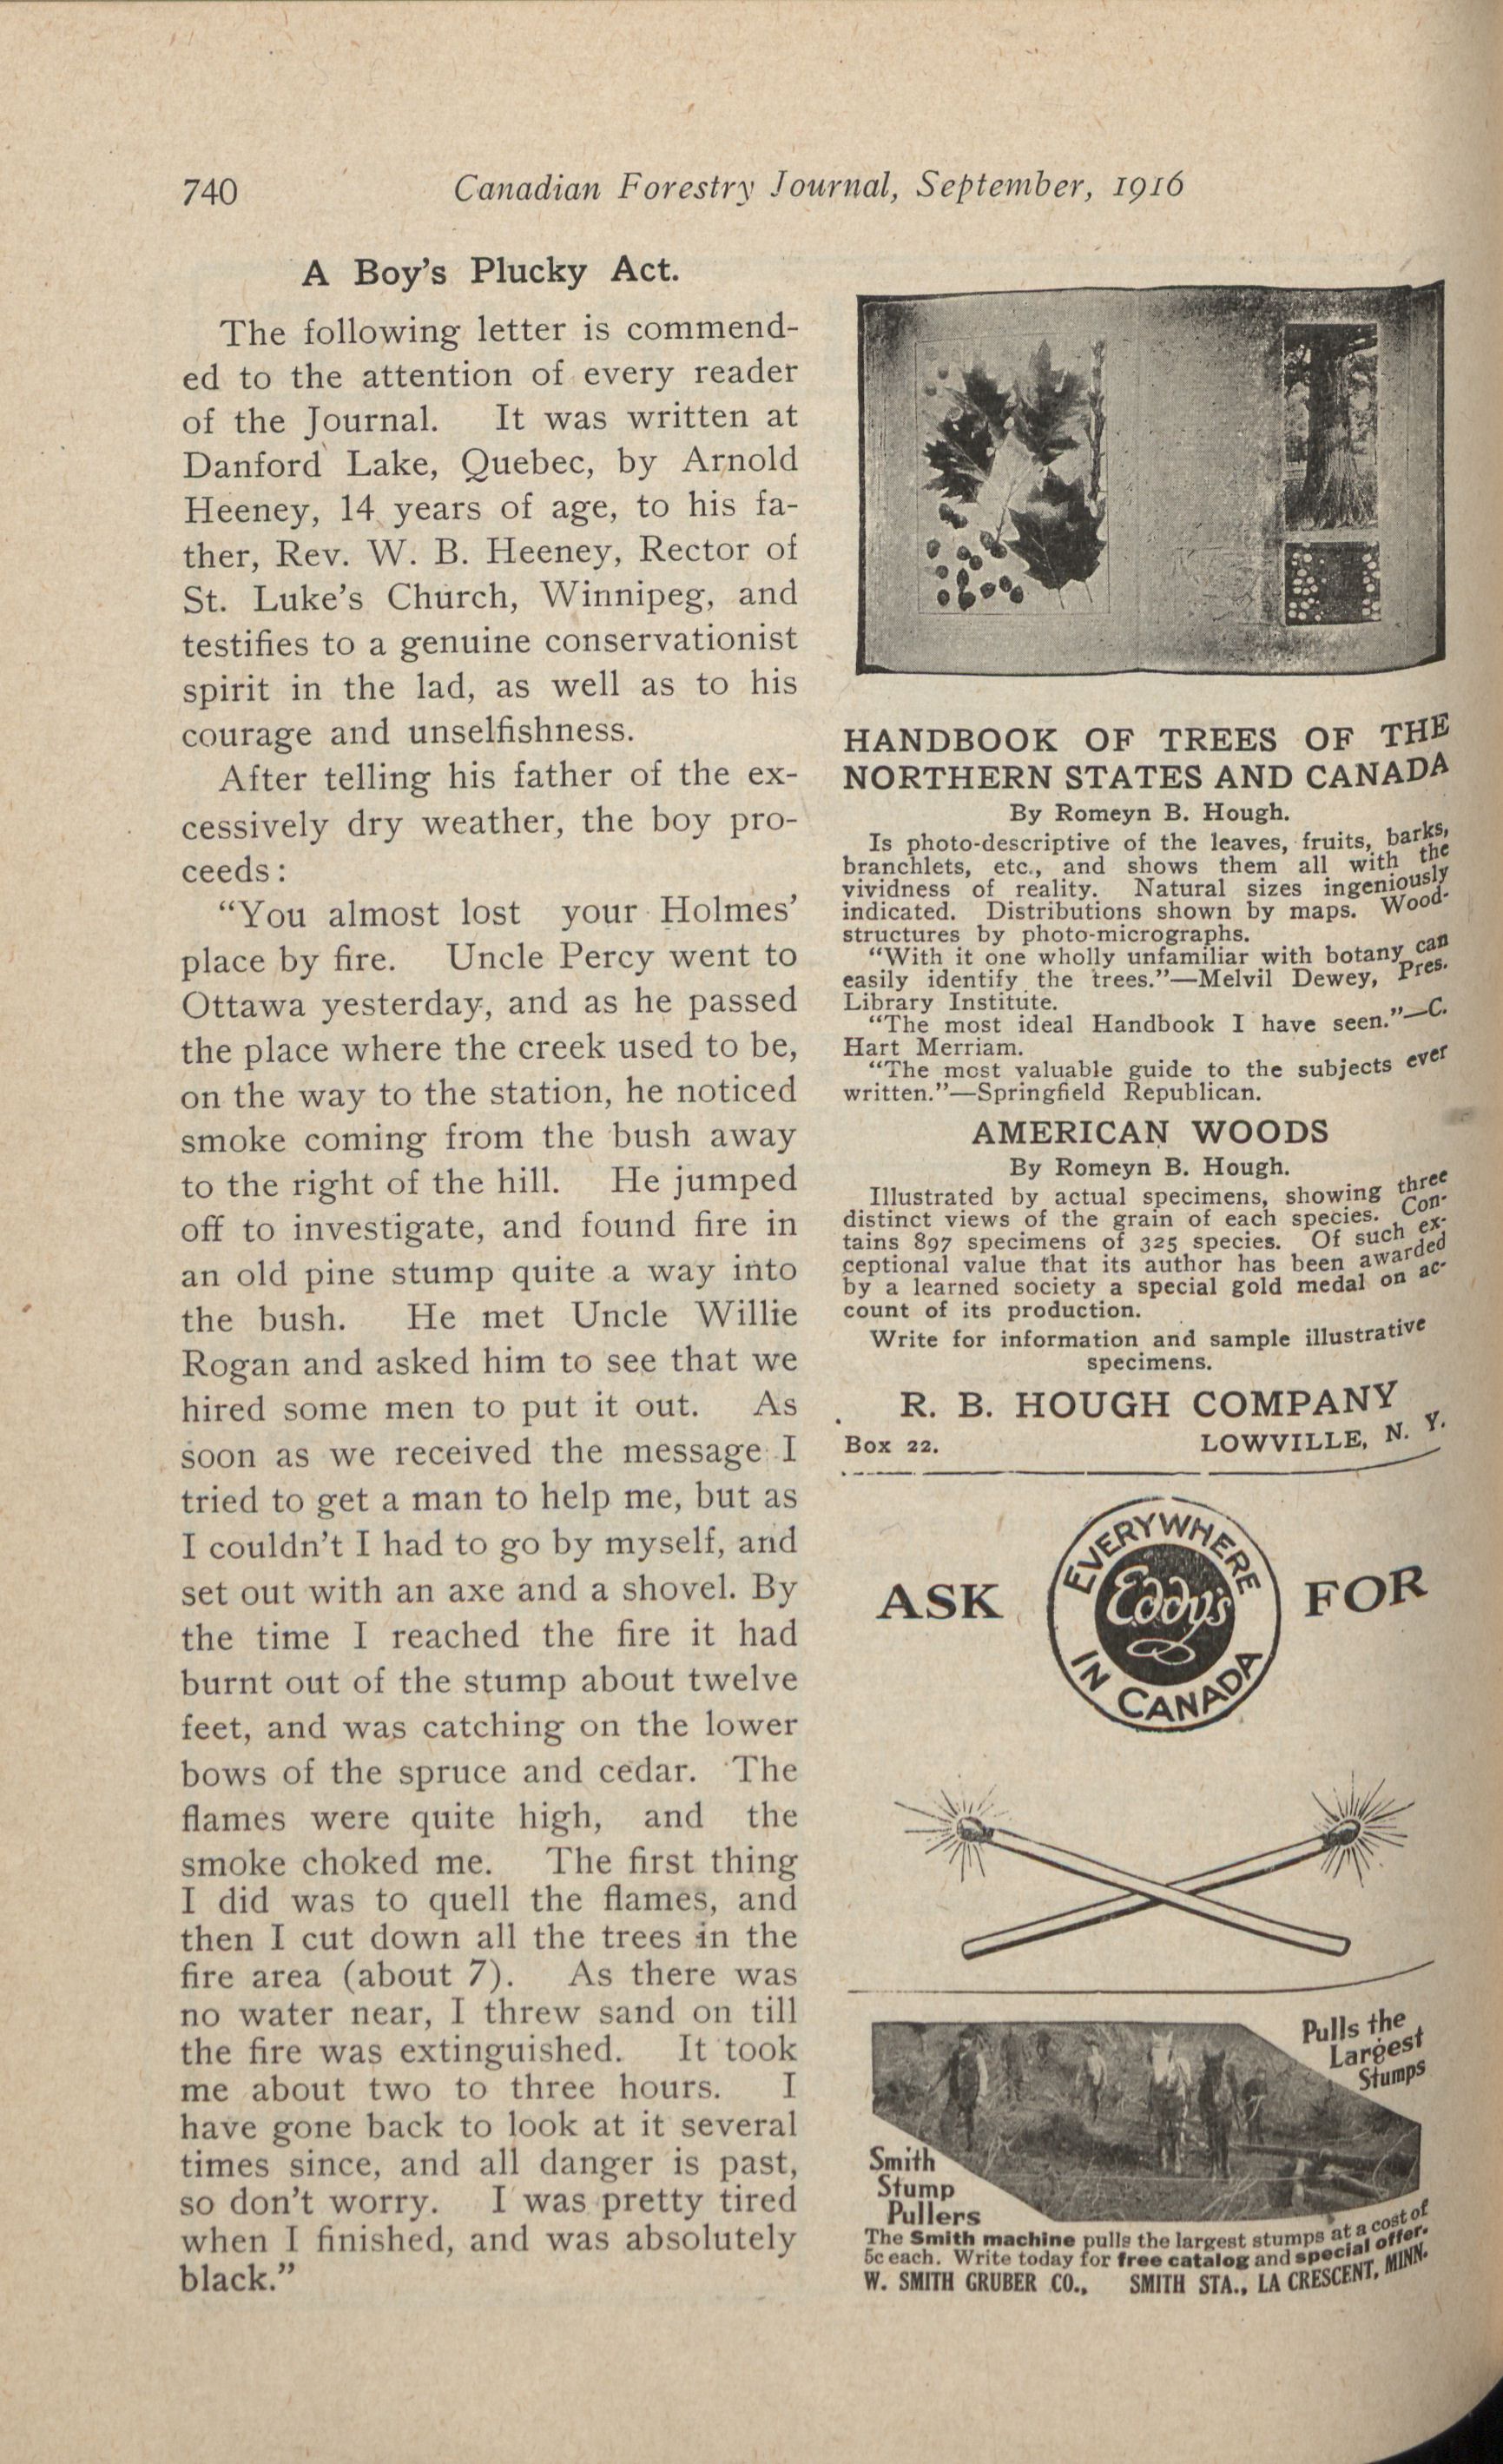 740
Canadian Forestry Journal, September, 1916
A Boy's Plucky Act.
The following letter is commend-
ed to the attention of every reader
of the Journal. It was written at
Danford Lake, Quebec, by Arnold
Heeney, 14 years of age, to his fa-
ther, Rev. W. B. Heeney, Rector of
St. Luke's Church, Winnipeg, and
testifies to a genuine conservationist
spirit in the lad, as well as to his
courage and unselfishness.
After telling his father of the ex-
cessively dry weather, the boy pro-
ceeds:
"You almost lost your Holmes'
place by fire. Uncle Percy went to
Ottawa yesterday, and as he passed
the place where the creek used to be,
on the way to the station, he noticed
smoke coming from the bush away
to the right of the hill. He jumped
off to investigate, and found fire in
an old pine stump quite a way into
the bush. He met Uncle Willie
Rogan and asked him to see that we
hired some men to put it out. As
soon as we received the message I
tried to get a man to help me, but as
I couldn't I had to go by myself, and
set out with an axe and a shovel. By
the time I reached the fire it had
burnt out of the stump about twelve
feet, and was catching on the lower
bows of the spruce and cedar. The
flames were quite high, and the
smoke choked me. The first thing
I did was to quell the flames, and
then I cut down all the trees in the
fire area (about 7). As there was
no water near, I threw sand on till
the fire was extinguished. It took
me about two to three hours. I
have gone back to look at it several
times since, and all danger is past,
so don't worry. I was pretty tired
when I finished, and was absolutely
black."
HANDBOOK OF TREES OF THE
NORTHERN STATES AND CANADA
By Romeyn B. Hough.
Is photo-descriptive of the leaves, fruits, barks,
branchlets, etc., and shows them all with the
vividness of reality. Natural sizes ingeniously
indicated. Distributions shown by maps. Wood-
structures by photo-micrographs.
"With it one wholly unfamiliar with botany can
easily identify the trees."—Melvil Dewey, Pres.
Library Institute.
"The most ideal Handbook I have seen."—C.
Hart Merriam.
"The most valuable guide to the subjects ever
written."—Springfield Republican.
AMERICAN WOODS
By Romeyn B. Hough.
Illustrated by actual specimens, showing three
distinct views of the grain of each species. Con-
tains 897 specimens of 325 species. Of such ex-
ceptional value that its author has been awarded
by a learned society a special gold medal on ac-
count of its production.
Write for information and sample illustrative
specimens.
R. B. HOUGH COMPANY
Box 22. LOWVILLE, N. Y.
ASK
EVERYWHERE
Eddy's
IN CANADA
FOR
Pulls the
Largest
Stumps
Smith
Stump
Pullers
The Smith machine pulls the largest stumps at a cost of
5c each. Write today for free catalog and special offer.
W. SMITH GRUBER CO., SMITH STA., LA CRESCENT, MINN.